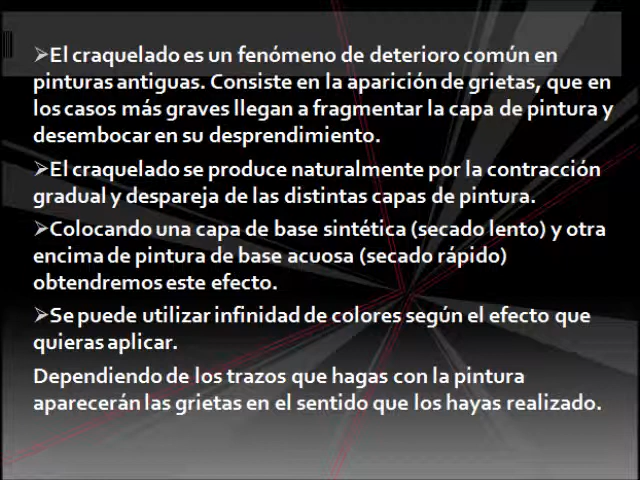 ➢El craquelado es un fenómeno de deterioro común en
pinturas antiguas. Consiste en la aparición de grietas, que en
los casos más graves llegan a fragmentar la capa de pintura y
desembocar en su desprendimiento.
➢El craquelado se produce naturalmente por la contracción
gradual y despareja de las distintas capas de pintura.
➢Colocando una capa de base sintética (secado lento) y otra
encima de pintura de base acuosa (secado rápido)
obtendremos este efecto.
➢Se puede utilizar infinidad de colores según el efecto que
quieras aplicar.
Dependiendo de los trazos que hagas con la pintura
aparecerán las grietas en el sentido que los hayas realizado.